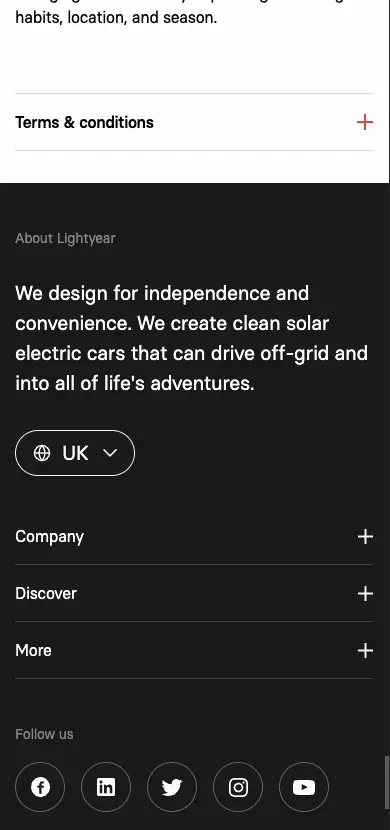 habits, location, and season.
Terms & conditions
About Lightyear
We design for independence and
convenience. We create clean solar
electric cars that can drive off-grid and
into all of life's adventures.
UK
Company
Discover
More
Follow us